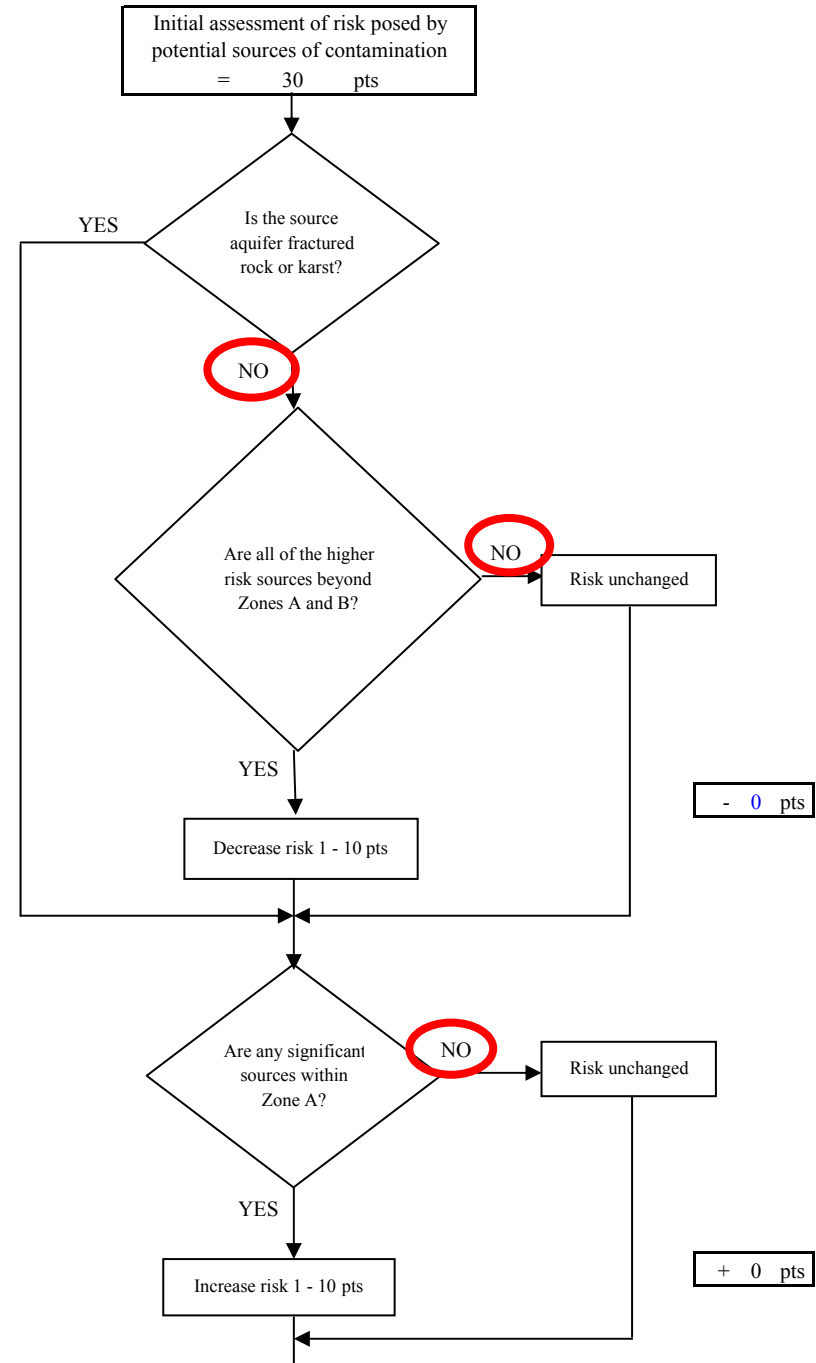 Initial assessment of risk posed by
potential sources of contamination
= 30 pts
YES
Is the source
aquifer fractured
rock or karst?
NO
Are all of the higher
risk sources beyond
Zones A and B?
NO
Risk unchanged
YES
- 0 pts
Decrease risk 1 - 10 pts
Are any significant
sources within
Zone A?
NO
Risk unchanged
YES
+ 0 pts
Increase risk 1 - 10 pts